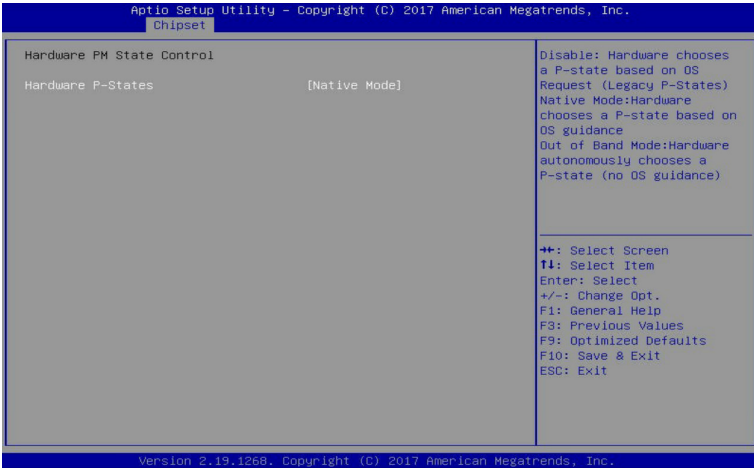 Aptio Setup Utility – Copyright (C) 2017 American Megatrends, Inc.
Chipset
Hardware PM State Control
Hardware P-States [Native Mode]
Disable: Hardware chooses
a P-state based on OS
Request (Legacy P-States)
Native Mode:Hardware
chooses a P-state based on
OS guidance
Out of Band Mode:Hardware
autonomously chooses a
P-state (no OS guidance)
→←: Select Screen
↑↓: Select Item
Enter: Select
+/-: Change Opt.
F1: General Help
F3: Previous Values
F9: Optimized Defaults
F10: Save & Exit
ESC: Exit
Version 2.19.1268. Copyright (C) 2017 American Megatrends, Inc.